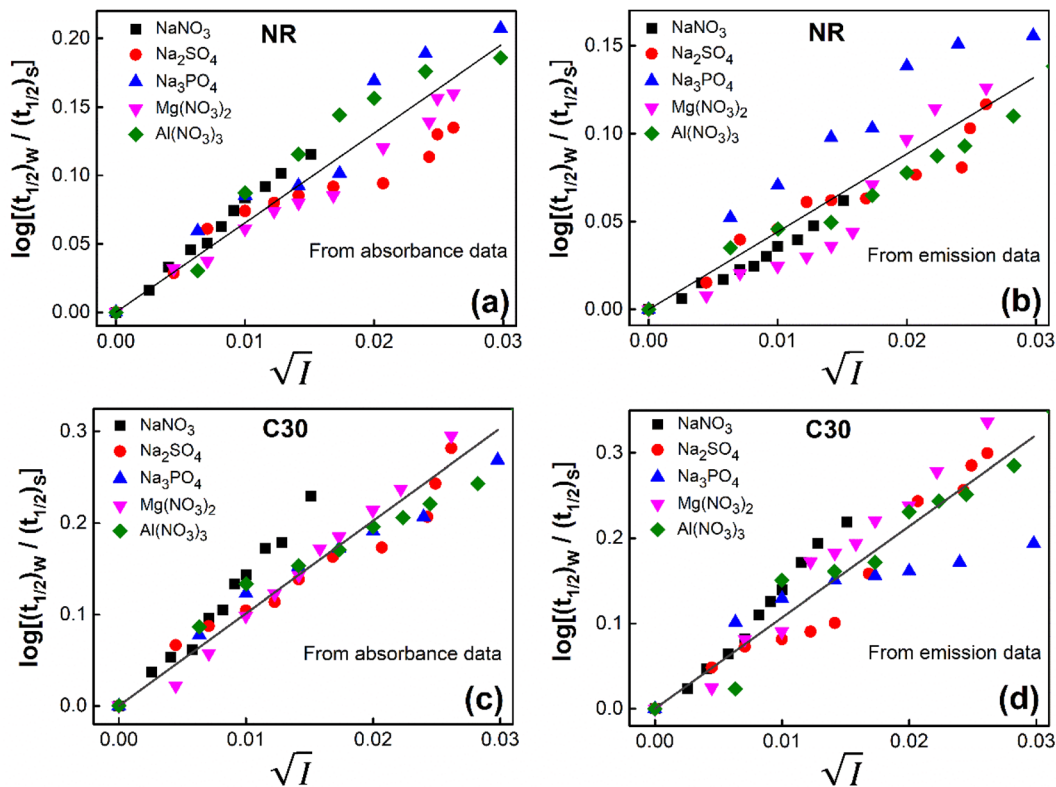 log[(t1/2)W / (t1/2)S]
0.20
0.15
0.10
0.05
0.00
NaNO3
Na2SO4
Na3PO4
Mg(NO3)2
Al(NO3)3
NR
From absorbance data
(a)
0.00 0.01 0.02 0.03
√I
log[(t1/2)W / (t1/2)S]
0.15
0.10
0.05
0.00
NaNO3
Na2SO4
Na3PO4
Mg(NO3)2
Al(NO3)3
NR
From emission data
(b)
0.00 0.01 0.02 0.03
√I
log[(t1/2)W / (t1/2)S]
0.3
0.2
0.1
0.0
NaNO3
Na2SO4
Na3PO4
Mg(NO3)2
Al(NO3)3
C30
From absorbance data
(c)
0.00 0.01 0.02 0.03
√I
log[(t1/2)W / (t1/2)S]
0.3
0.2
0.1
0.0
NaNO3
Na2SO4
Na3PO4
Mg(NO3)2
Al(NO3)3
C30
From emission data
(d)
0.00 0.01 0.02 0.03
√I